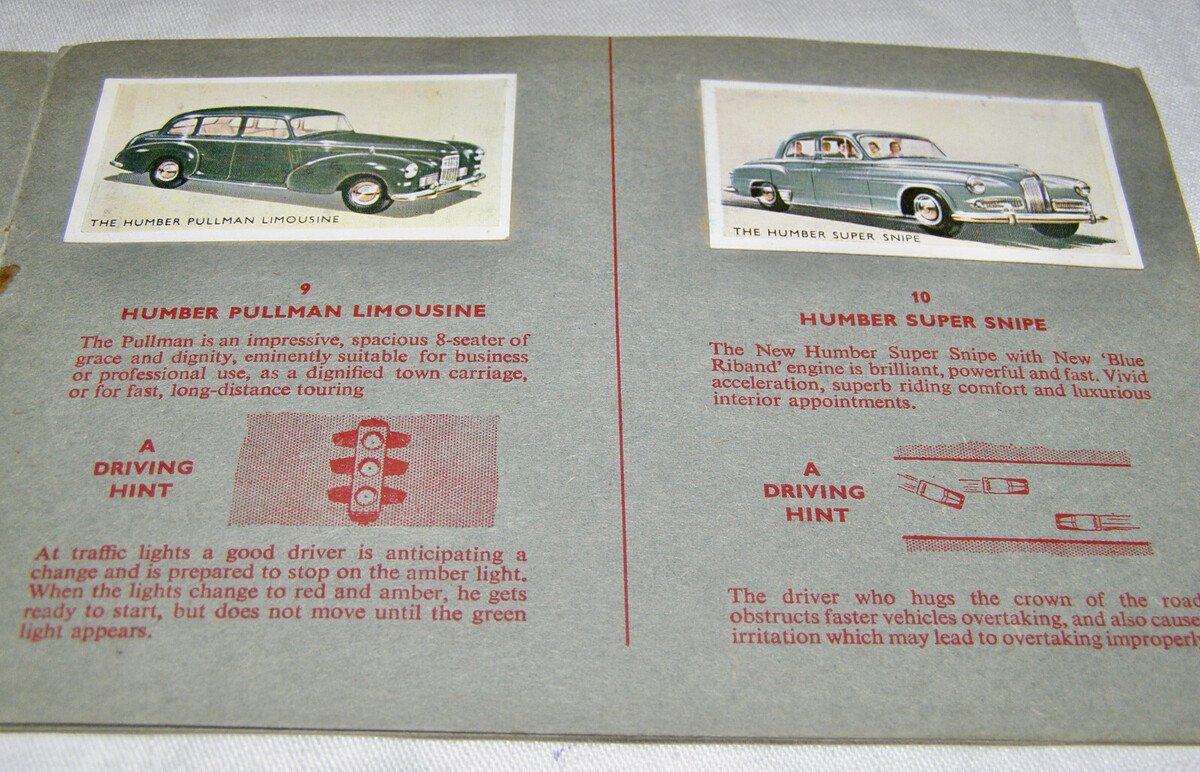 THE HUMBER PULLMAN LIMOUSINE
9
HUMBER PULLMAN LIMOUSINE
The Pullman is an impressive, spacious 8-seater of
grace and dignity, eminently suitable for business
or professional use, as a dignified town carriage,
or for fast, long-distance touring
A
DRIVING
HINT
At traffic lights a good driver is anticipating a
change and is prepared to stop on the amber light.
When the lights change to red and amber, he gets
ready to start, but does not move until the green
light appears.
THE HUMBER SUPER SNIPE
10
HUMBER SUPER SNIPE
The New Humber Super Snipe with New 'Blue
Riband' engine is brilliant, powerful and fast. Vivid
acceleration, superb riding comfort and luxurious
interior appointments.
A
DRIVING
HINT
The driver who hugs the crown of the road
obstructs faster vehicles overtaking, and also cause
irritation which may lead to overtaking improperl